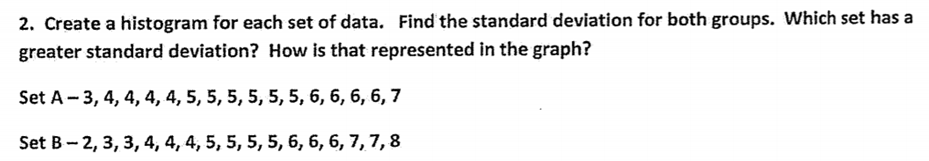 2. Create a histogram for each set of data. Find the standard deviation for both groups. Which set has a
greater standard deviation? How is that represented in the graph?
Set A – 3, 4, 4, 4, 4, 5, 5, 5, 5, 5, 5, 6, 6, 6, 6, 7
Set B – 2, 3, 3, 4, 4, 4, 5, 5, 5, 5, 6, 6, 6, 7, 7, 8